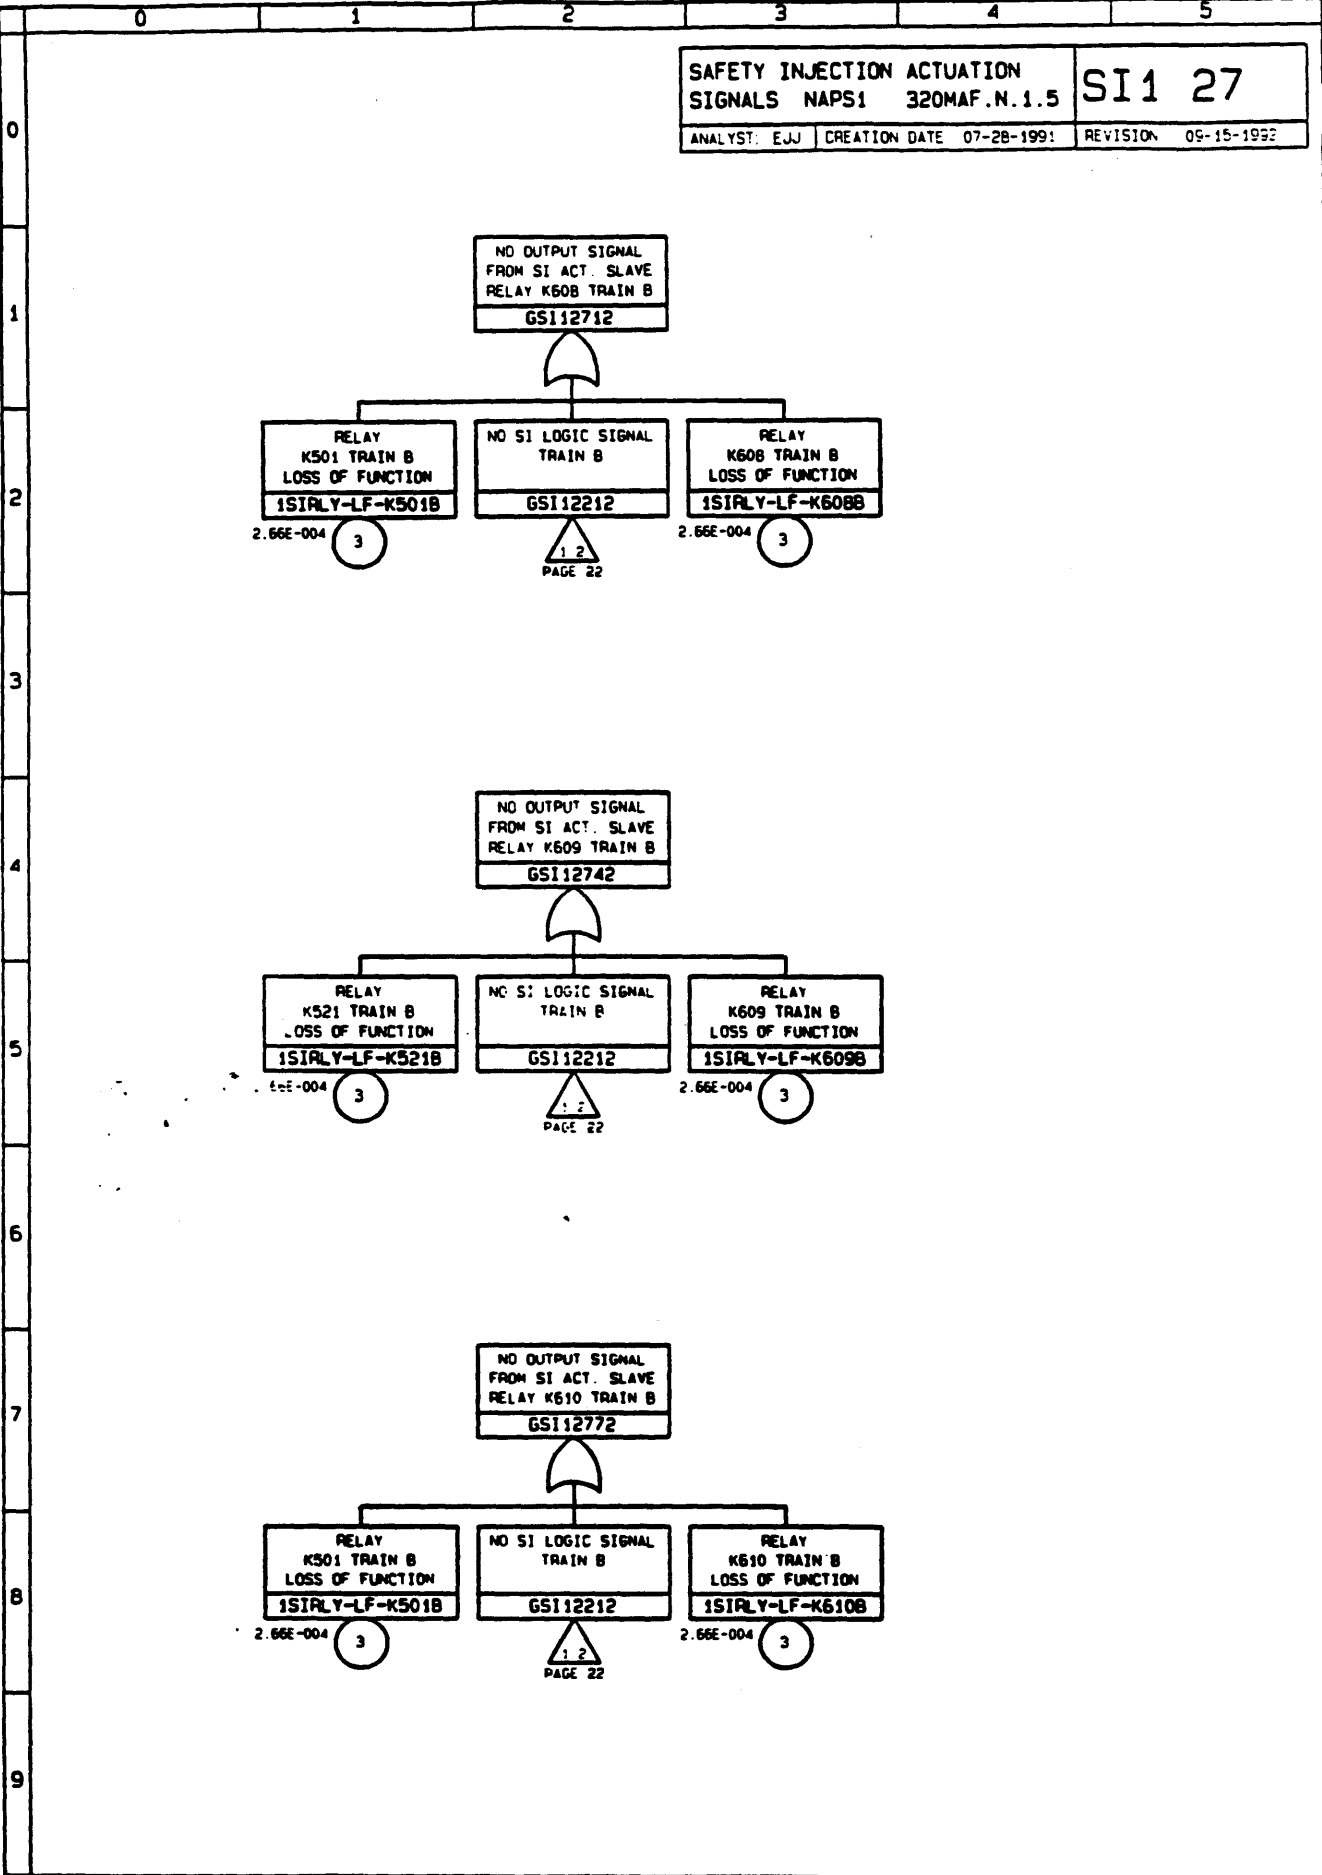 0 1 2 3 4 5
SAFETY INJECTION ACTUATION
SIGNALS NAPS1 320MAF.N.1.5
SI1 27
ANALYST: EJJ CREATION DATE 07-28-1991 REVISION
0
NO OUTPUT SIGNAL
FROM SI ACT. SLAVE
RELAY K608 TRAIN B
GSI12712
1
RELAY
K501 TRAIN B
LOSS OF FUNCTION
1SIRLY-LF-K501B
2.66E-004
3
NO SI LOGIC SIGNAL
TRAIN B
GSI12212
1 2
PAGE 22
RELAY
K608 TRAIN B
LOSS OF FUNCTION
1SIRLY-LF-K608B
2.66E-004
3
2
3
NO OUTPUT SIGNAL
FROM SI ACT. SLAVE
RELAY K609 TRAIN B
GSI12742
4
RELAY
K521 TRAIN B
LOSS OF FUNCTION
1SIRLY-LF-K521B
3
NO SI LOGIC SIGNAL
TRAIN B
GSI12212
1 2
PAGE 22
RELAY
K609 TRAIN B
LOSS OF FUNCTION
1SIRLY-LF-K609B
2.66E-004
3
5
6
NO OUTPUT SIGNAL
FROM SI ACT. SLAVE
RELAY K610 TRAIN B
GSI12772
7
RELAY
K501 TRAIN B
LOSS OF FUNCTION
1SIRLY-LF-K501B
2.66E-004
3
NO SI LOGIC SIGNAL
TRAIN B
GSI12212
1 2
PAGE 22
RELAY
K610 TRAIN B
LOSS OF FUNCTION
1SIRLY-LF-K610B
2.66E-004
3
8
9